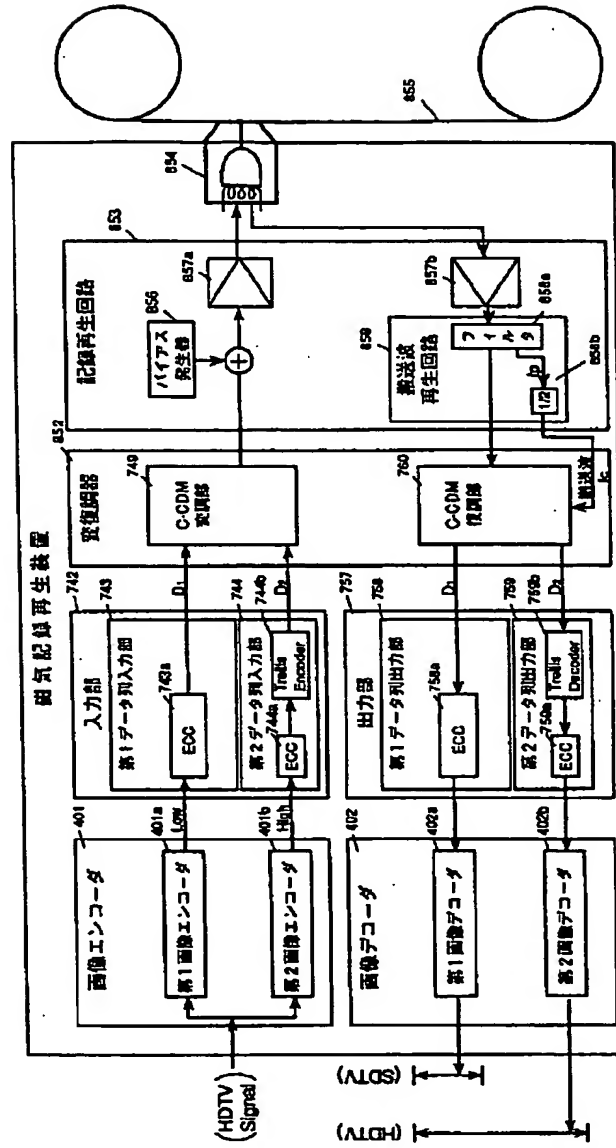 磁気記録再生装置
(HDTV Signal)
画像エンコーダ
401
第1画像エンコーダ
401a
Low
第2画像エンコーダ
401b
High
入力部
742
第1データ列入力部
743
ECC
743a
第2データ列入力部
744
ECC
744a
Trellis Encoder
744b
D1
D2
変復調器
852
C-CDM
変調部
749
記録再生回路
853
バイアス
発生器
856
+
857a
854
855
(SDTV)
(HDTV)
画像デコーダ
402
第1画像デコーダ
402a
第2画像デコーダ
402b
出力部
757
第1データ列出力部
758
ECC
758a
第2データ列出力部
759
ECC
Trellis Decoder
759b
D1
D2
C-CDM
復調部
760
搬送波
fc
搬送波
再生回路
フィルタ
858a
fp
1/2
858b
857b